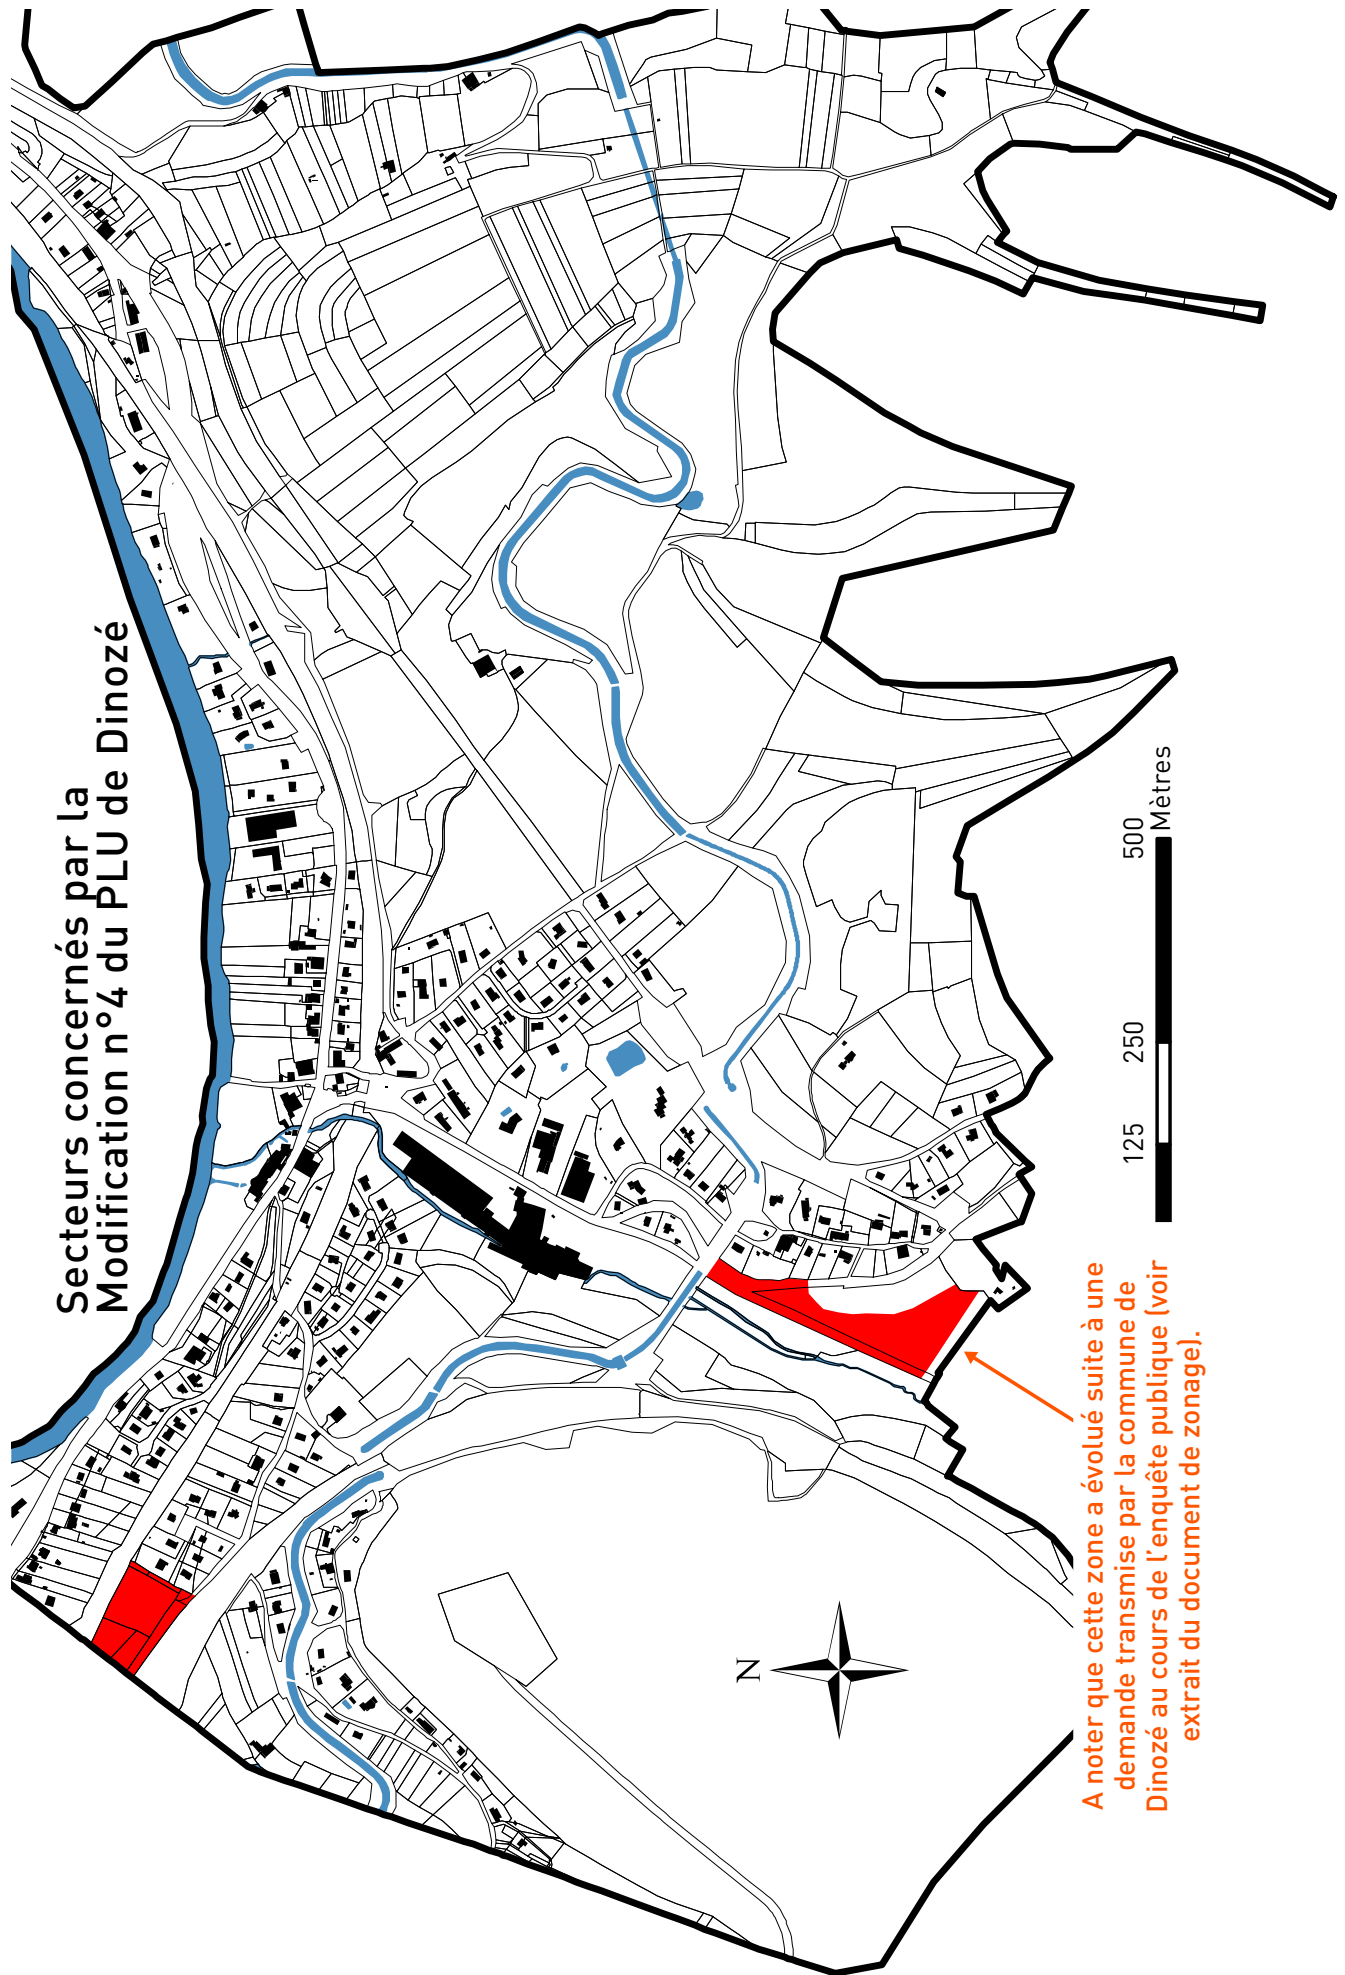 Secteurs concernés par la
Modification n°4 du PLU de Dinozé
125 250 500
Mètres
N
A noter que cette zone a évolué suite à une
demande transmise par la commune de
Dinozé au cours de l'enquête publique (voir
extrait du document de zonage).